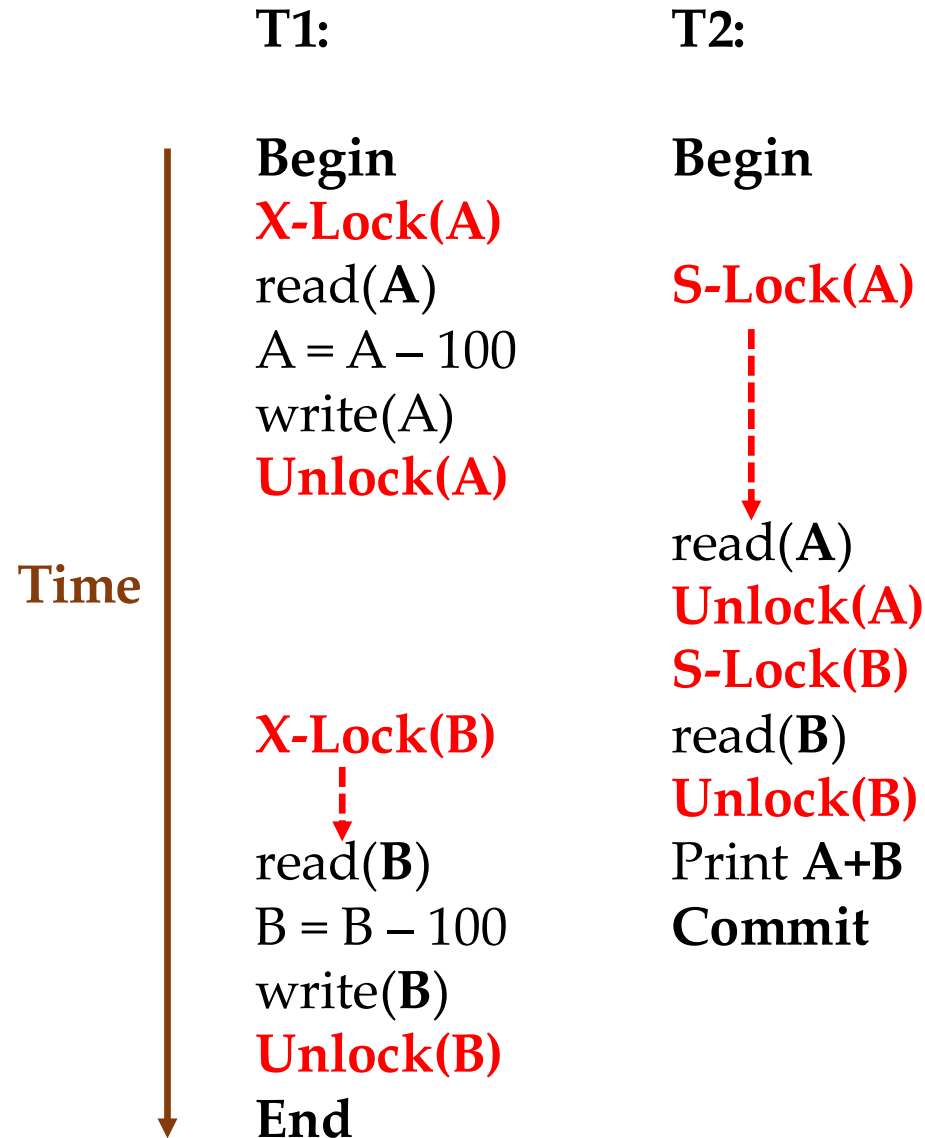 T1:
Begin
X-Lock(A)
read(A)
A = A – 100
write(A)
Unlock(A)
X-Lock(B)
read(B)
B = B – 100
write(B)
Unlock(B)
End
T2:
Begin
S-Lock(A)
read(A)
Unlock(A)
S-Lock(B)
read(B)
Unlock(B)
Print A+B
Commit
Time